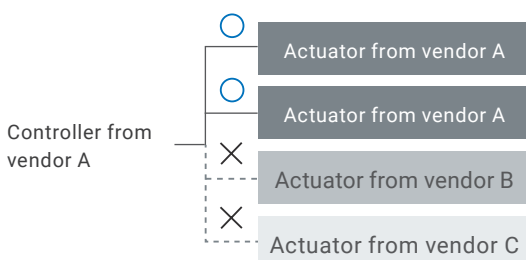 Actuator from vendor A
Actuator from vendor A
Controller from
vendor A
Actuator from vendor B
Actuator from vendor C